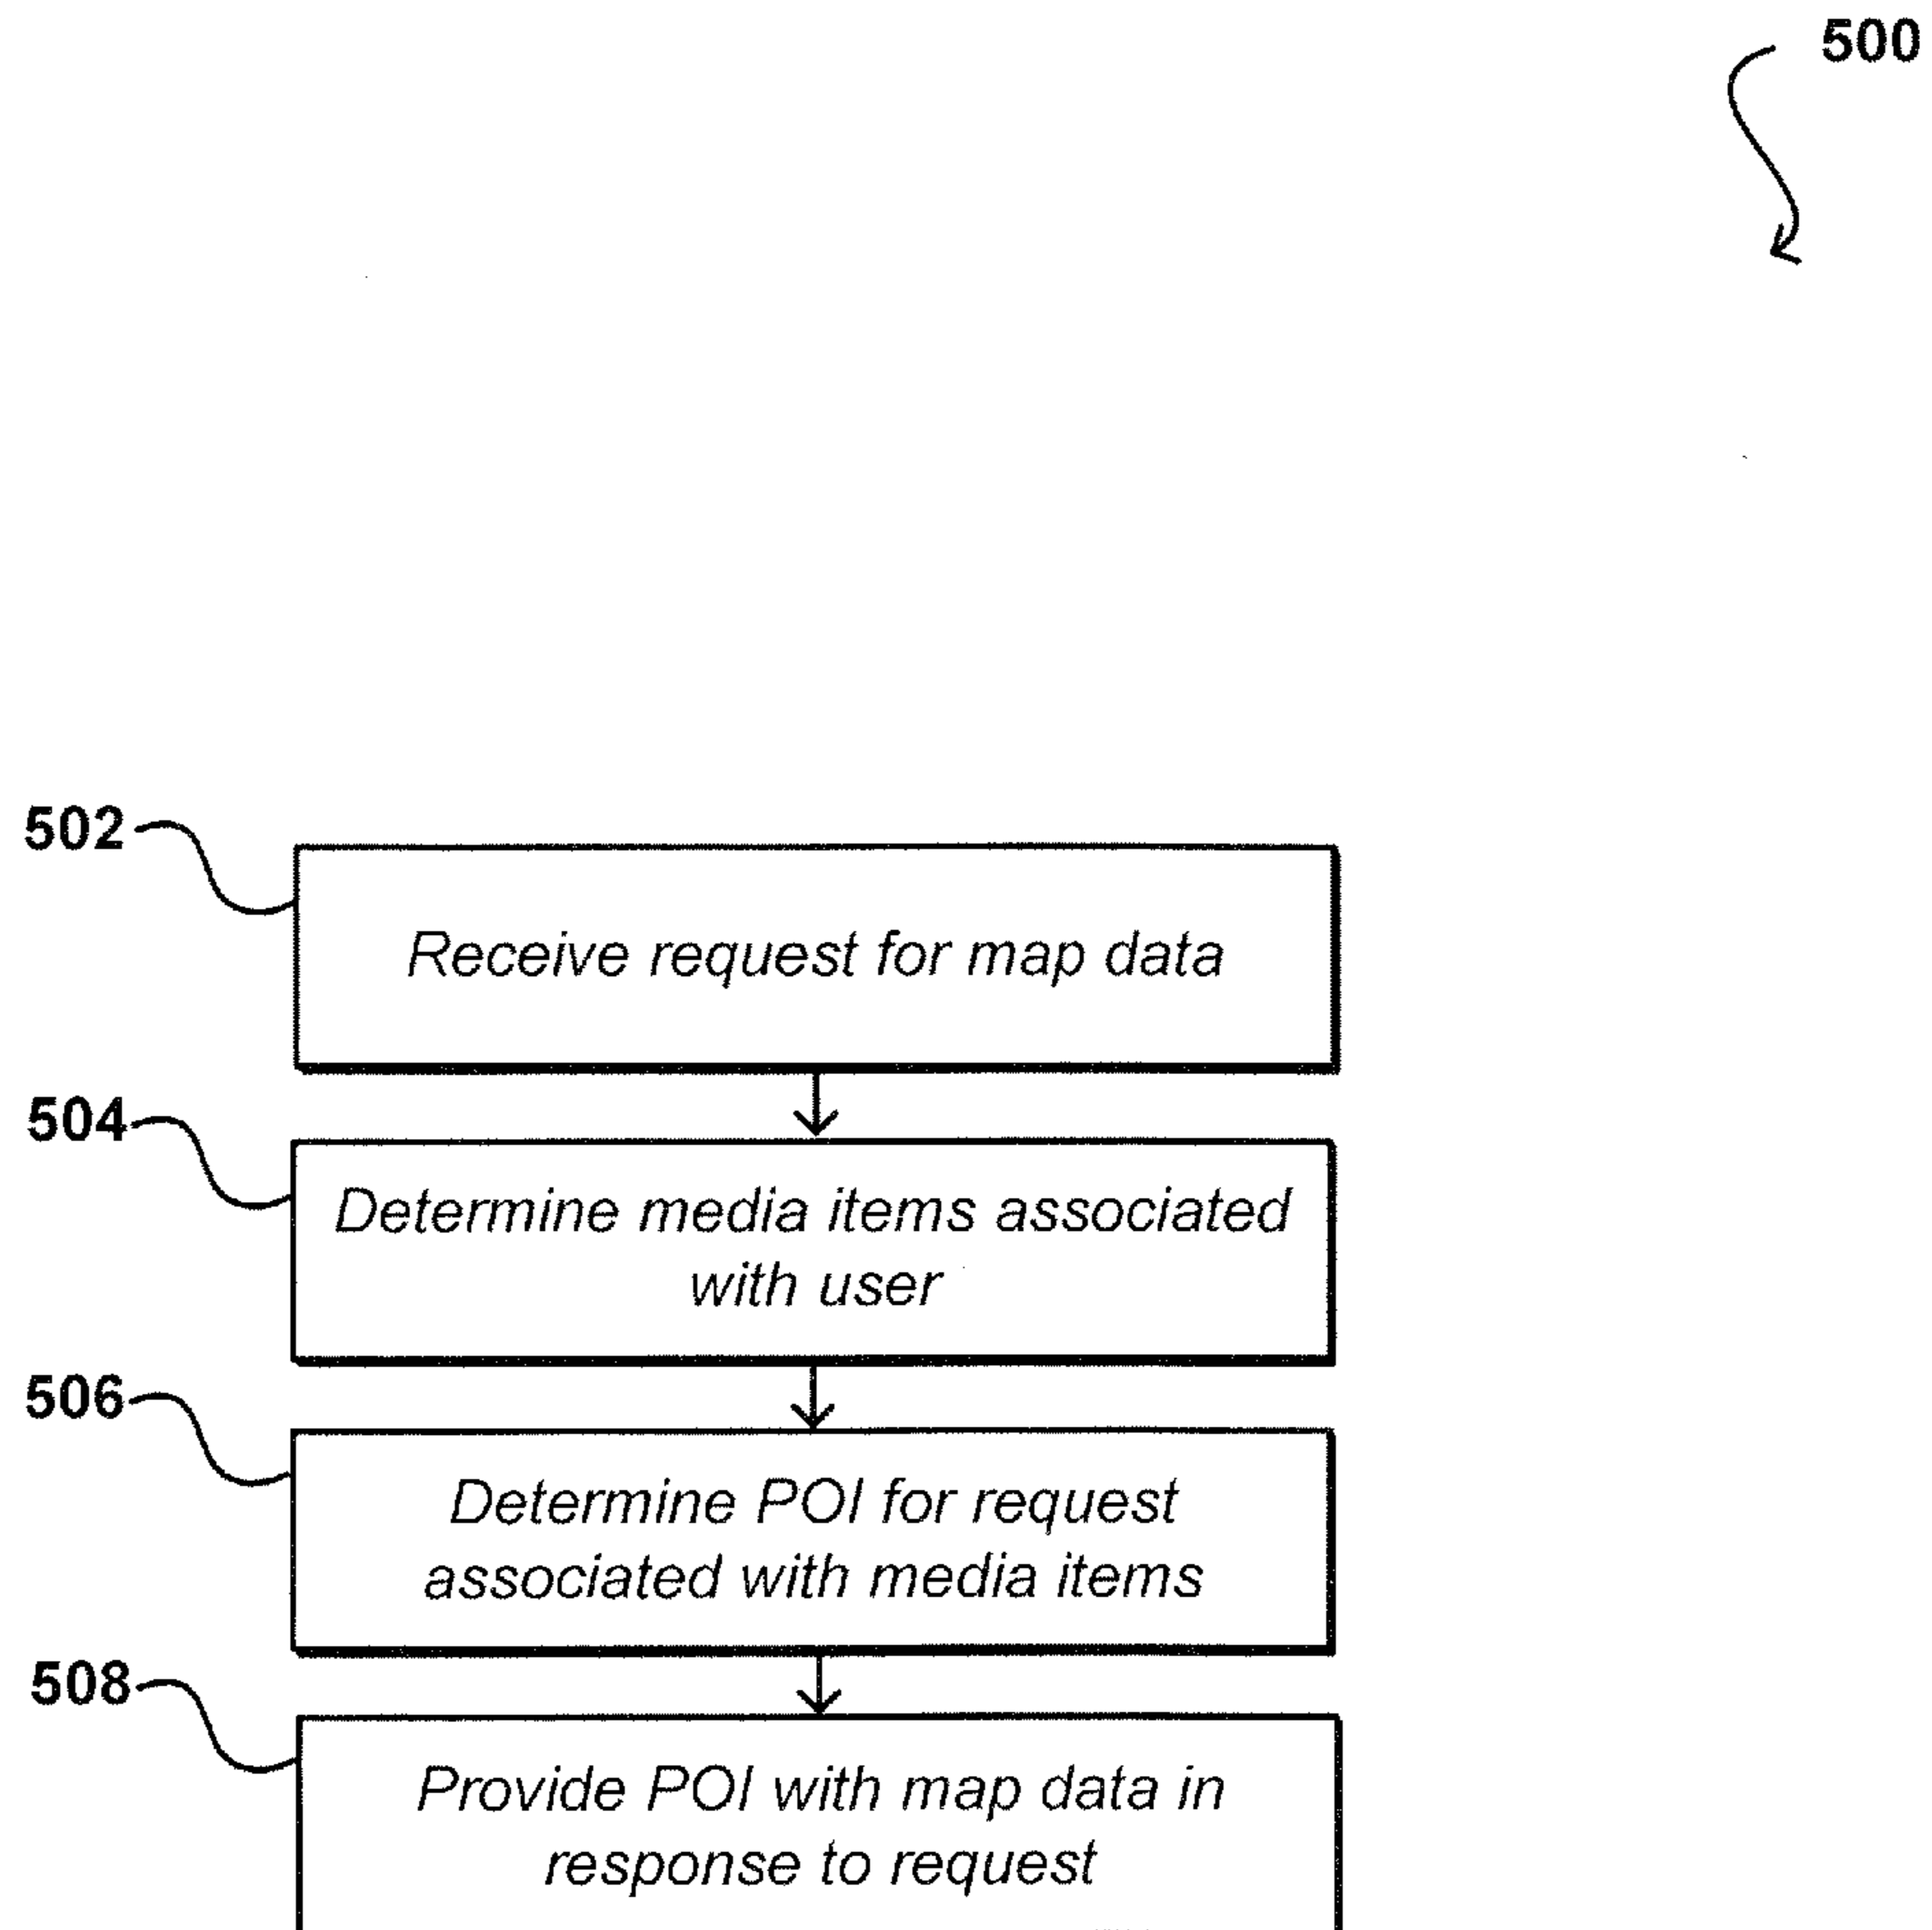 500
502
Receive request for map data
504
Determine media items associated
with user
506
Determine POI for request
associated with media items
508
Provide POI with map data in
response to request